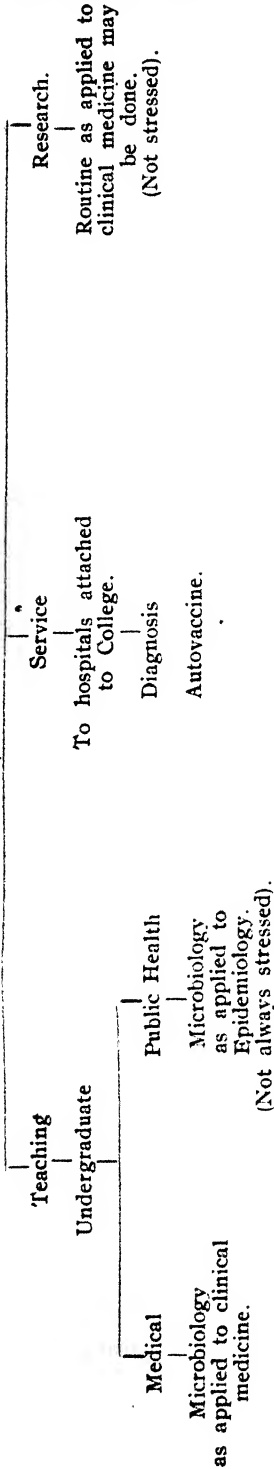 Teaching
Undergraduate
Medical
Microbiology
as applied to clinical
medicine.
Public Health
Microbiology
as applied to
Epidemiology.
(Not always stressed).
Service
To hospitals attached
to College.
Diagnosis
Autovaccine.
Research.
Routine as applied to
clinical medicine may
be done.
(Not stressed).